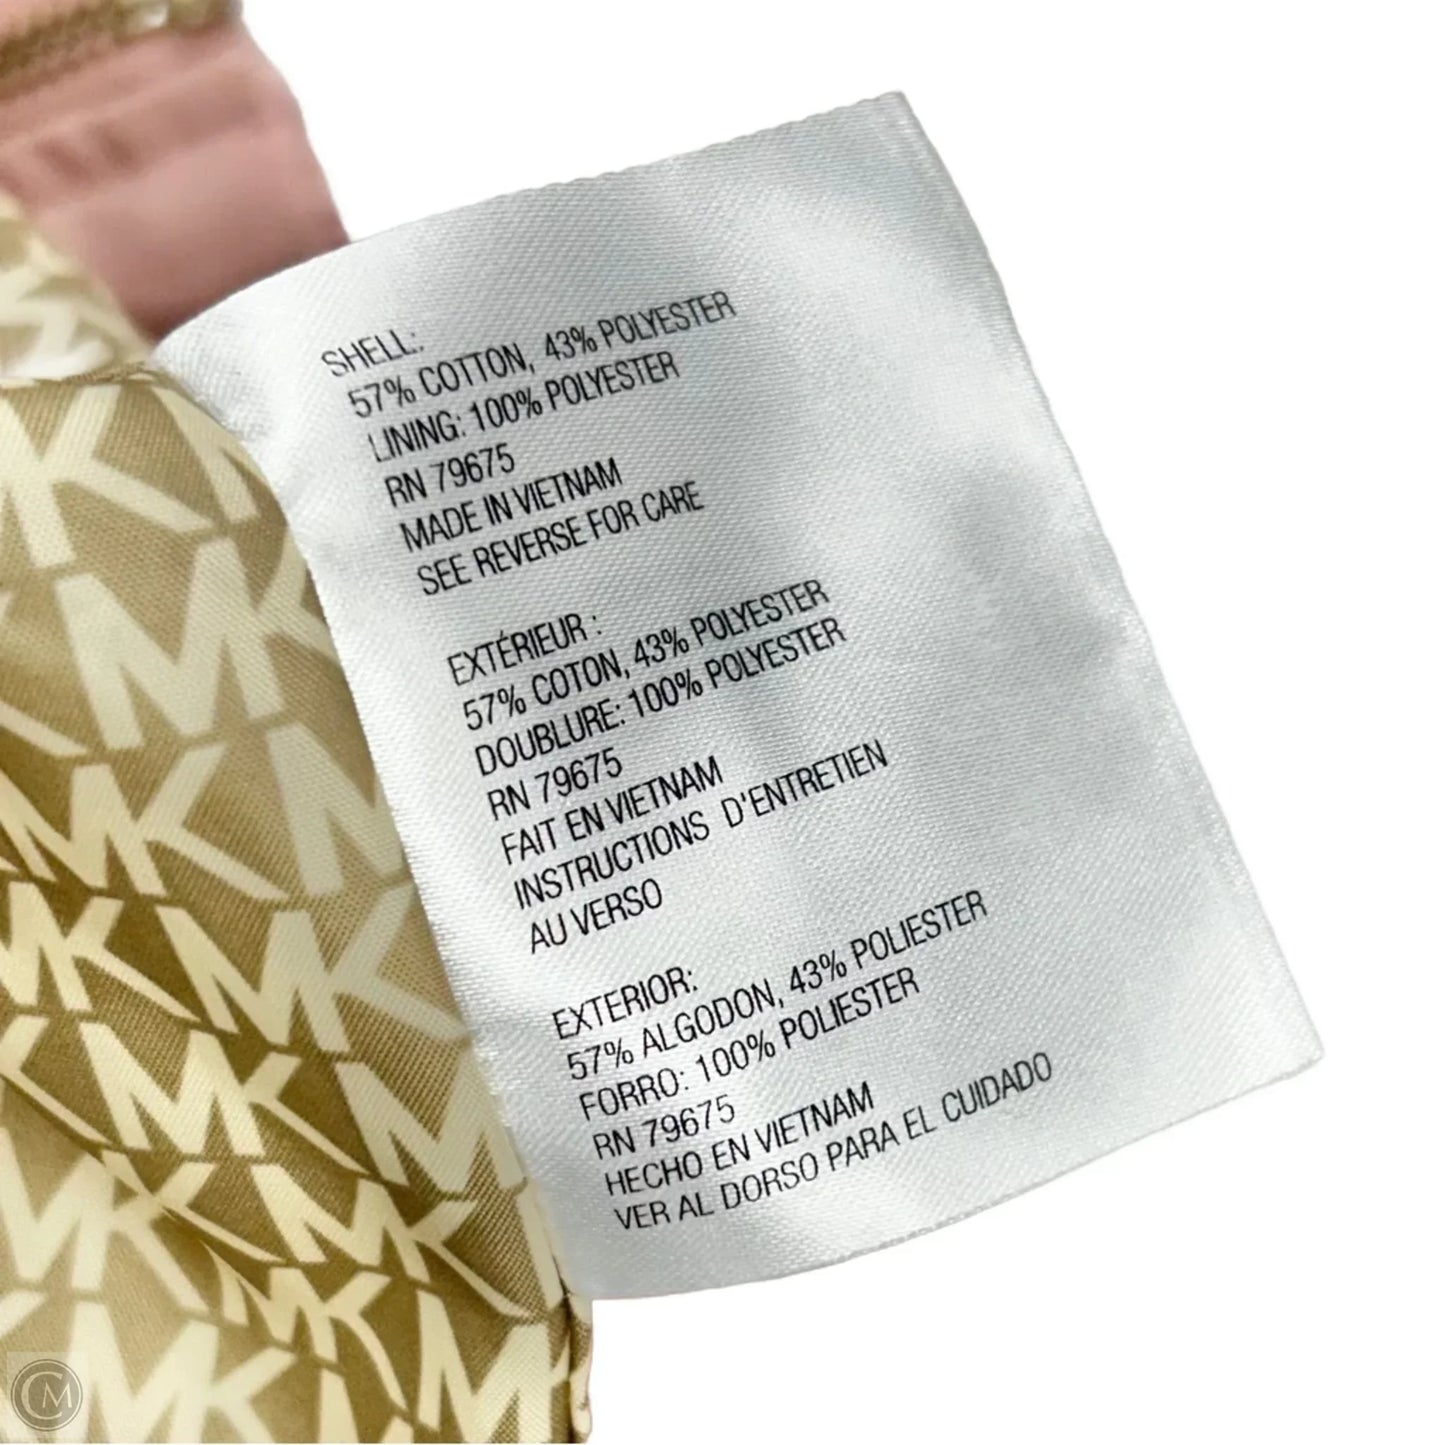 SHELL:
57% COTTON, 43% POLYESTER
LINING: 100% POLYESTER
RN 79675
MADE IN VIETNAM
SEE REVERSE FOR CARE
EXTÉRIEUR :
57% COTON, 43% POLYESTER
DOUBLURE: 100% POLYESTER
RN 79675
FAIT EN VIETNAM
INSTRUCTIONS D'ENTRETIEN
AU VERSO
EXTERIOR:
57% ALGODON, 43% POLIESTER
FORRO: 100% POLIESTER
RN 79675
HECHO EN VIETNAM
VER AL DORSO PARA EL CUIDADO
MK
CM